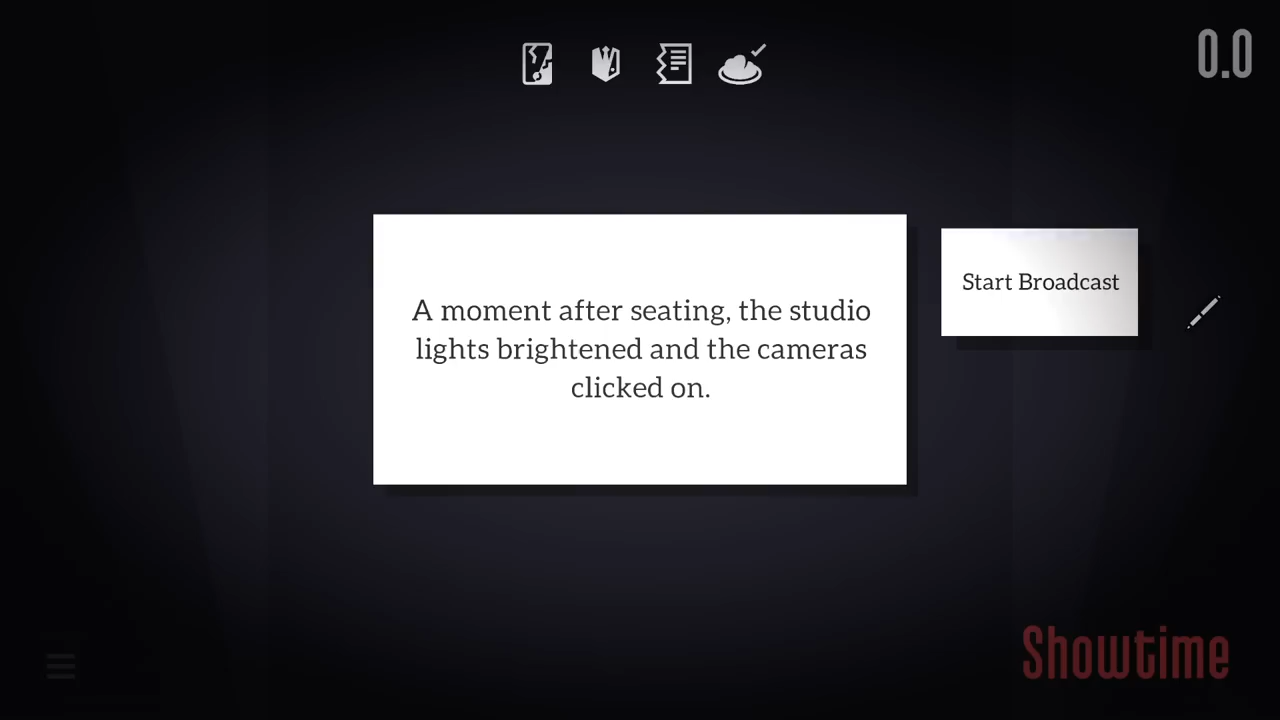 0.0
A moment after seating, the studio
lights brightened and the cameras
clicked on.
Start Broadcast
Showtime